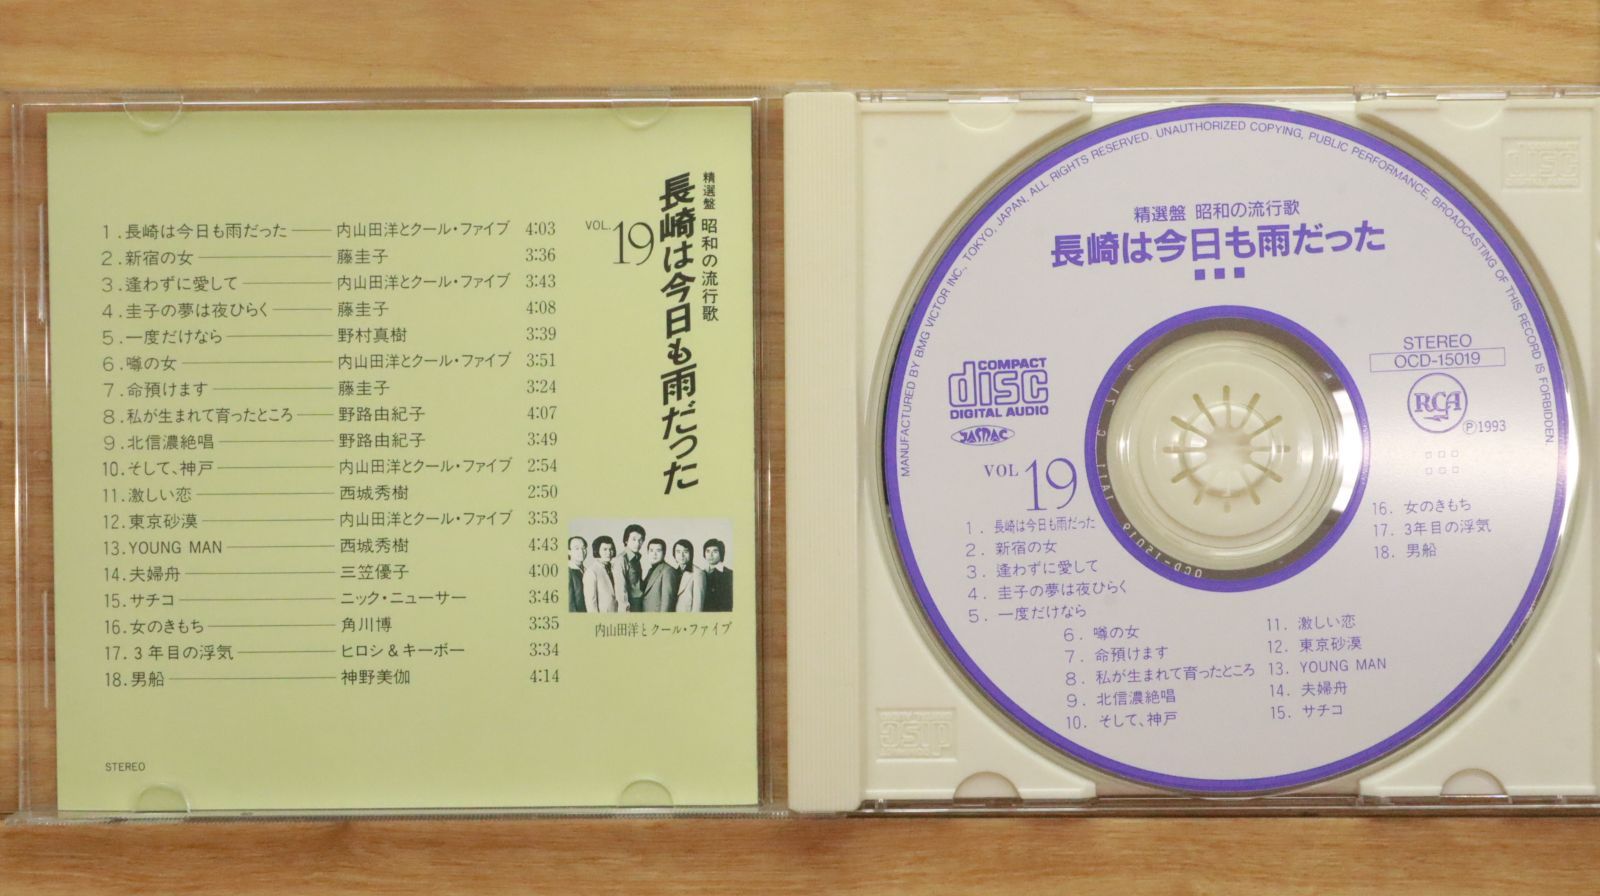 精選盤 昭和の流行歌
長崎は今日も雨だった
VOL. 19
1.長崎は今日も雨だった 内山田洋とクール・ファイブ 4:03
2.新宿の女 藤圭子 3:36
3.逢わずに愛して 内山田洋とクール・ファイブ 3:43
4.圭子の夢は夜ひらく 藤圭子 4:08
5.一度だけなら 野村真樹 3:39
6.噂の女 内山田洋とクール・ファイブ 3:51
7.命預けます 藤圭子 3:24
8.私が生まれて育ったところ 野路由紀子 4:07
9.北信濃絶唱 野路由紀子 3:49
10.そして、神戸 内山田洋とクール・ファイブ 2:54
11.激しい恋 西城秀樹 2:50
12.東京砂漠 内山田洋とクール・ファイブ 3:53
13.YOUNG MAN 西城秀樹 4:43
14.夫婦舟 三笠優子 4:00
15.サチコ ニック・ニューサー 3:46
16.女のきもち 角川博 3:35
17.3年目の浮気 ヒロシ&キーボー 3:34
18.男船 神野美伽 4:14
内山田洋とクール・ファイブ
STEREO
MANUFACTURED BY BMG VICTOR INC., TOKYO, JAPAN. ALL RIGHTS RESERVED. UNAUTHORIZED COPYING, PUBLIC PERFORMANCE, BROADCASTING OF THIS RECORD IS FORBIDDEN.
精選盤 昭和の流行歌
長崎は今日も雨だった
COMPACT
disc
DIGITAL AUDIO
JASRAC
STEREO
OCD-15019
RCA
Ⓟ1993
VOL 19
1. 長崎は今日も雨だった
2. 新宿の女
3. 逢わずに愛して
4. 圭子の夢は夜ひらく
5. 一度だけなら
6. 噂の女
7. 命預けます
8. 私が生まれて育ったところ
9. 北信濃絶唱
10. そして、神戸
11. 激しい恋
12. 東京砂漠
13. YOUNG MAN
14. 夫婦舟
15. サチコ
16. 女のきもち
17. 3年目の浮気
18. 男船
OCD-15019